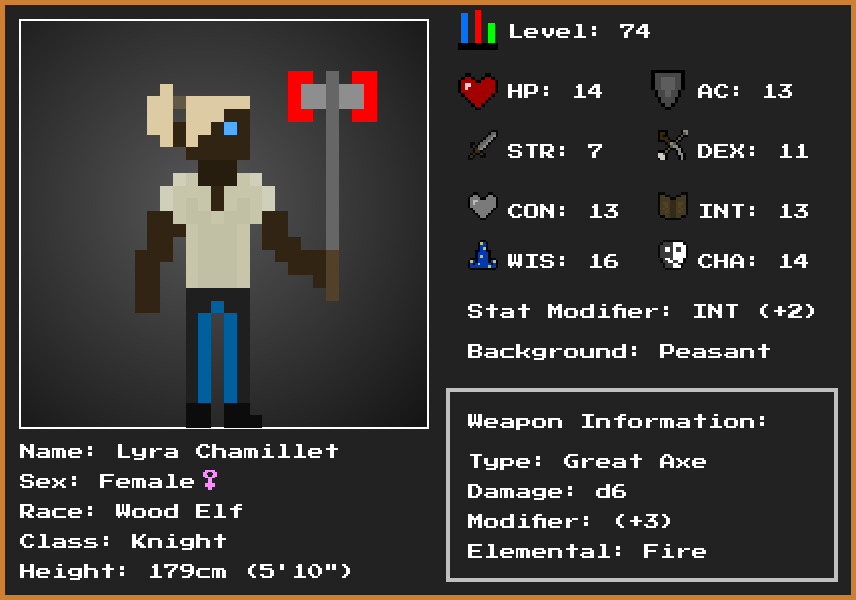 Level: 74
HP: 14
AC: 13
STR: 7
DEX: 11
CON: 13
INT: 13
WIS: 16
CHA: 14
Stat Modifier: INT (+2)
Background: Peasant
Weapon Information:
Type: Great Axe
Damage: d6
Modifier: (+3)
Elemental: Fire
Name: Lyra Chamillet
Sex: Female♀
Race: Wood Elf
Class: Knight
Height: 179cm (5'10")